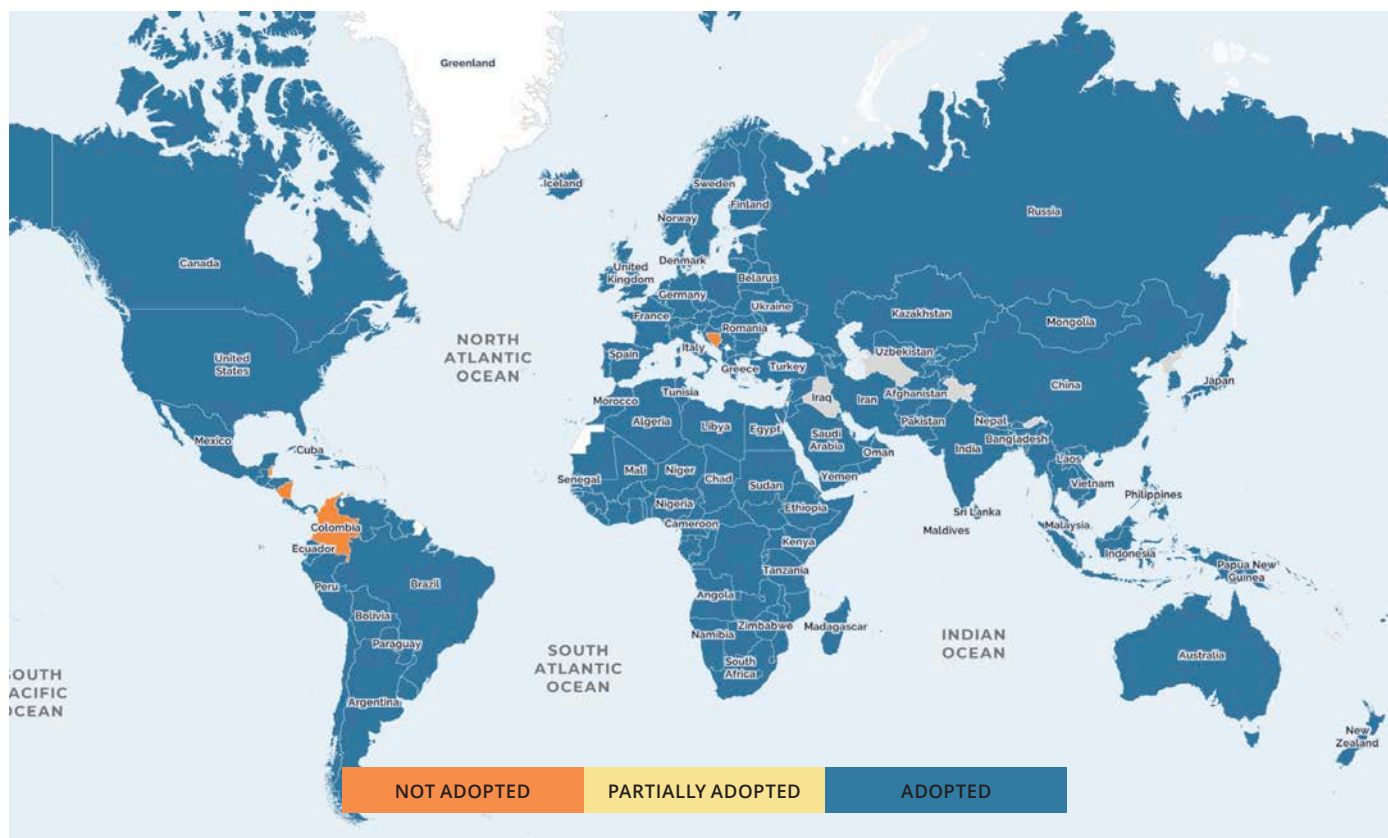 Greenland
Iceland
Sweden
Finland
Norway
Russia
Canada
United
Kingdom
Denmark
Belarus
Germany
Ukraine
France
Kazakhstan
Mongolia
Romania
NORTH
ATLANTIC
OCEAN
Italy
Spain
Greece
Turkey
Uzbekistan
United
States
China
Japan
Tunisia
Morocco
Iraq
Iran
Afghanistan
Algeria
Libya
Egypt
Pakistan
Nepal
Saudi
Arabia
India
Bangladesh
Mexico
Cuba
Oman
Laos
Mali
Niger
Chad
Sudan
Yemen
Senegal
Vietnam
Philippines
Nigeria
Ethiopia
Sri Lanka
Colombia
Cameroon
Maldives
Malaysia
Ecuador
Kenya
Indonesia
Papua New
Guinea
Peru
Brazil
Tanzania
Angola
Bolivia
Zimbabwe
Madagascar
Namibia
Paraguay
INDIAN
OCEAN
SOUTH
ATLANTIC
OCEAN
South
Africa
Australia
SOUTH
ACIFIC
OCEAN
Argentina
New
Zealand
NOT ADOPTED
PARTIALLY ADOPTED
ADOPTED